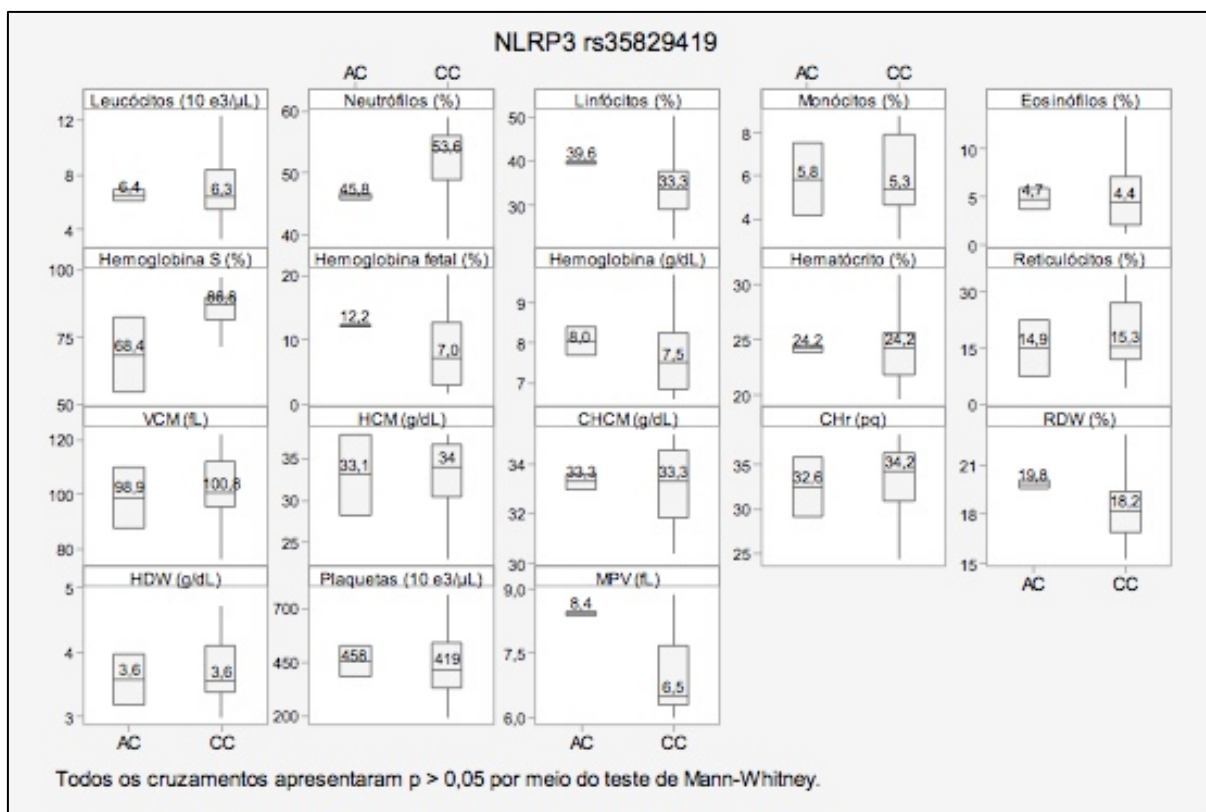 NLRP3 rs35829419
AC CC AC CC
Leucócitos (10 e3/µL) Neutrófilos (%) Linfócitos (%) Monócitos (%) Eosinófilos (%)
12 8 4 6,4 6,3
60 50 40 45,8 53,6
50 40 30 39,6 33,3
8 6 4 5,8 5,3
10 5 0 4,7 4,4
Hemoglobina S (%) Hemoglobina fetal (%) Hemoglobina (g/dL) Hematócrito (%) Reticulócitos (%)
100 75 50 68,4 86,8
20 10 0 12,2 7,0
9 8 7 8,0 7,5
30 25 20 24,2 24,2
30 15 0 14,9 15,3
VCM (fL) HCM (g/dL) CHCM (g/dL) CHr (pq) RDW (%)
120 100 80 98,9 100,8
35 30 25 33,1 34
34 32 30 33,3 33,3
35 30 25 32,6 34,2
21 18 15 19,8 18,2
HDW (g/dL) Plaquetas (10 e3/µL) MPV (fL)
5 4 3 3,6 3,6
700 450 200 458 419
9,0 7,5 6,0 8,4 6,5
AC CC
AC CC AC CC
Todos os cruzamentos apresentaram p > 0,05 por meio do teste de Mann-Whitney.